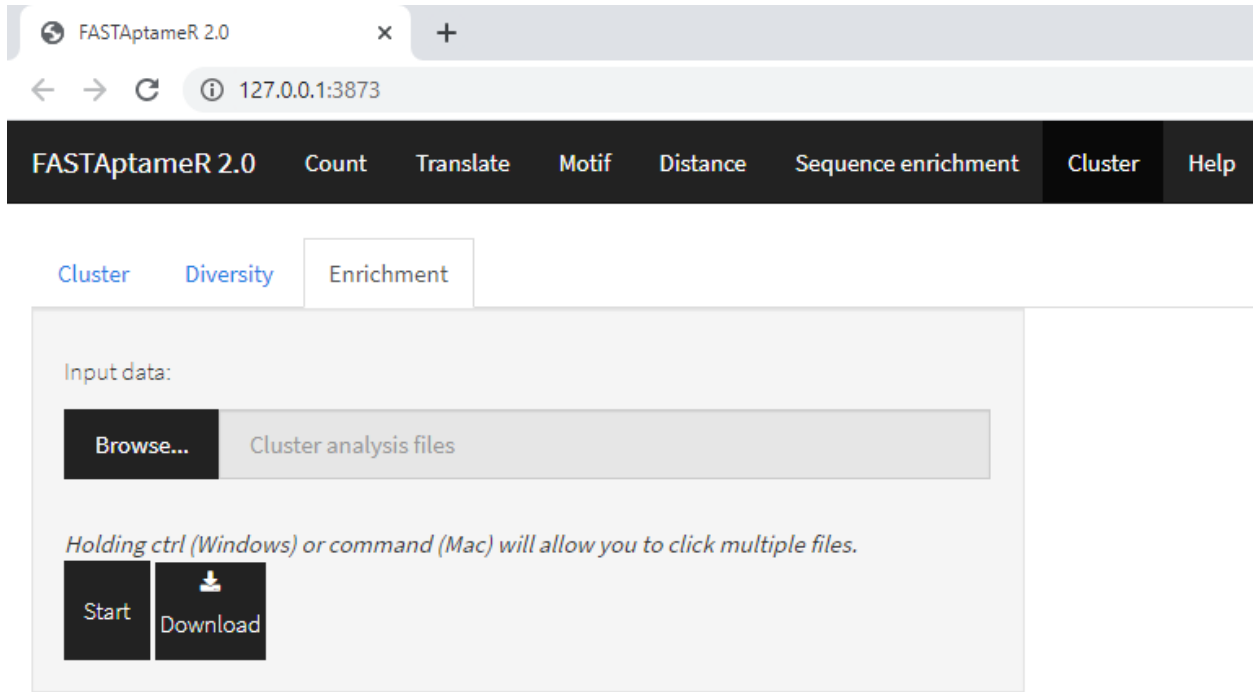 FASTAptameR 2.0
127.0.0.1:3873
FASTAptameR 2.0 Count Translate Motif Distance Sequence enrichment Cluster Help
Cluster Diversity Enrichment
Input data:
Browse... Cluster analysis files
Holding ctrl (Windows) or command (Mac) will allow you to click multiple files.
Start Download